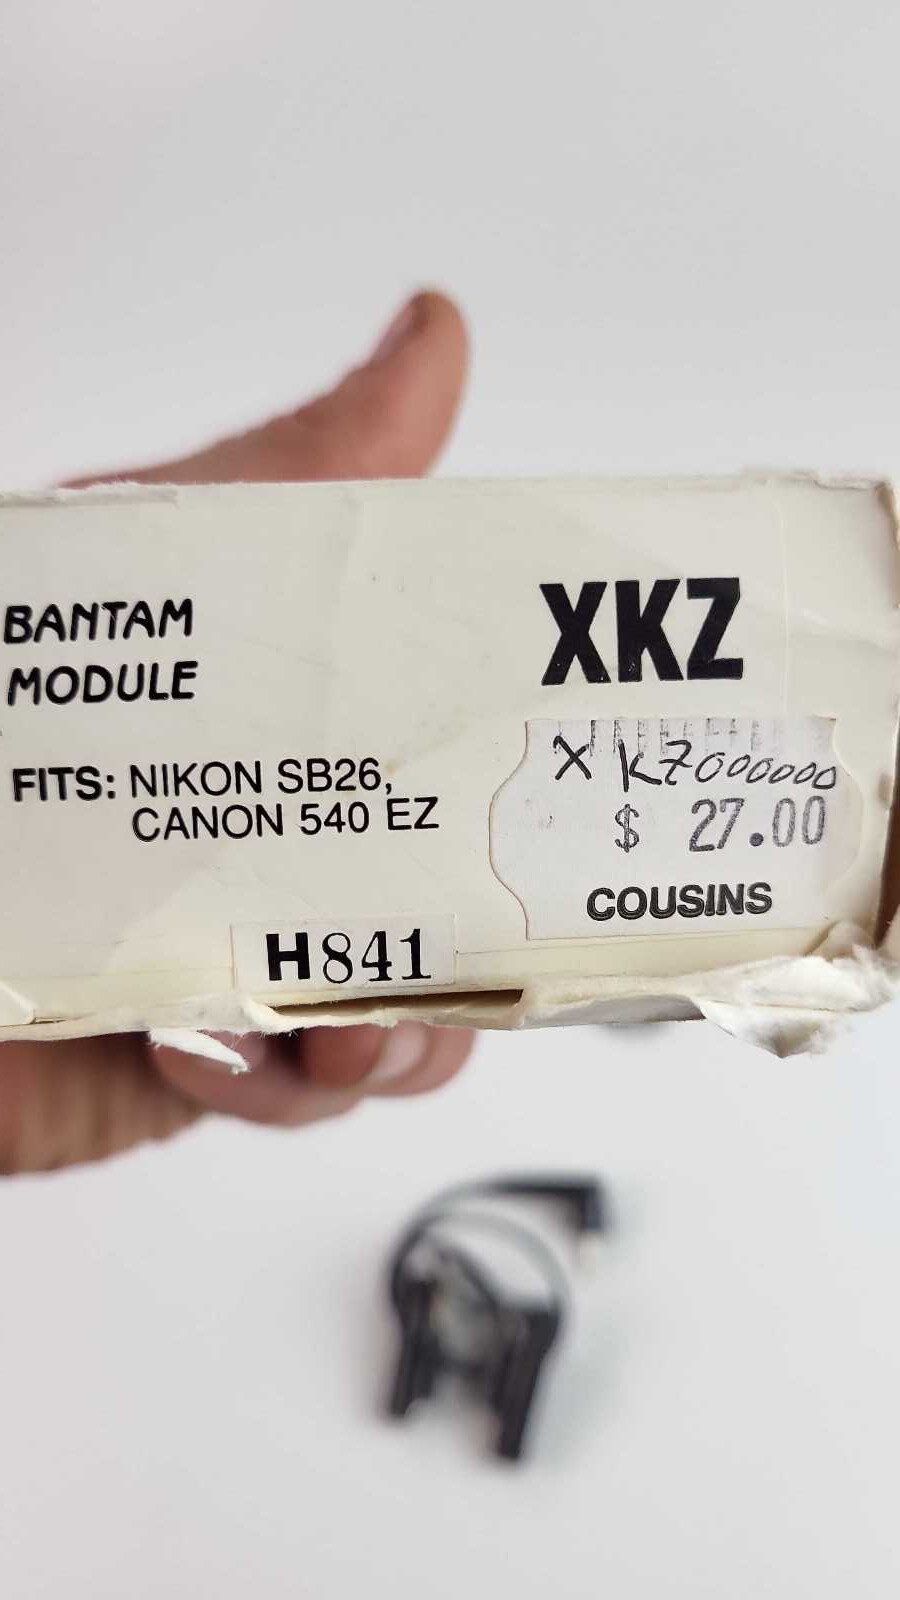 BANTAM
MODULE
XKZ
FITS: NIKON SB26,
CANON 540 EZ
X KZ000000
$ 27.00
COUSINS
H841